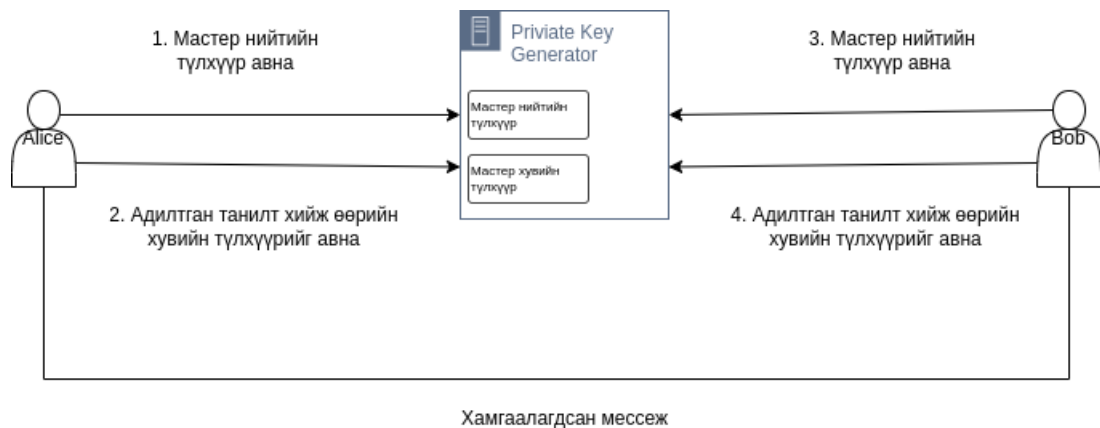 1. Мастер нийтийн
түлхүүр авна
Priviate Key
Generator
3. Мастер нийтийн
түлхүүр авна
Мастер нийтийн
түлхүүр
Alice
Bob
Мастер хувийн
түлхүүр
2. Адилтган танилт хийж өөрийн
хувийн түлхүүрийг авна
4. Адилтган танилт хийж өөрийн
хувийн түлхүүрийг авна
Хамгаалагдсан мессеж